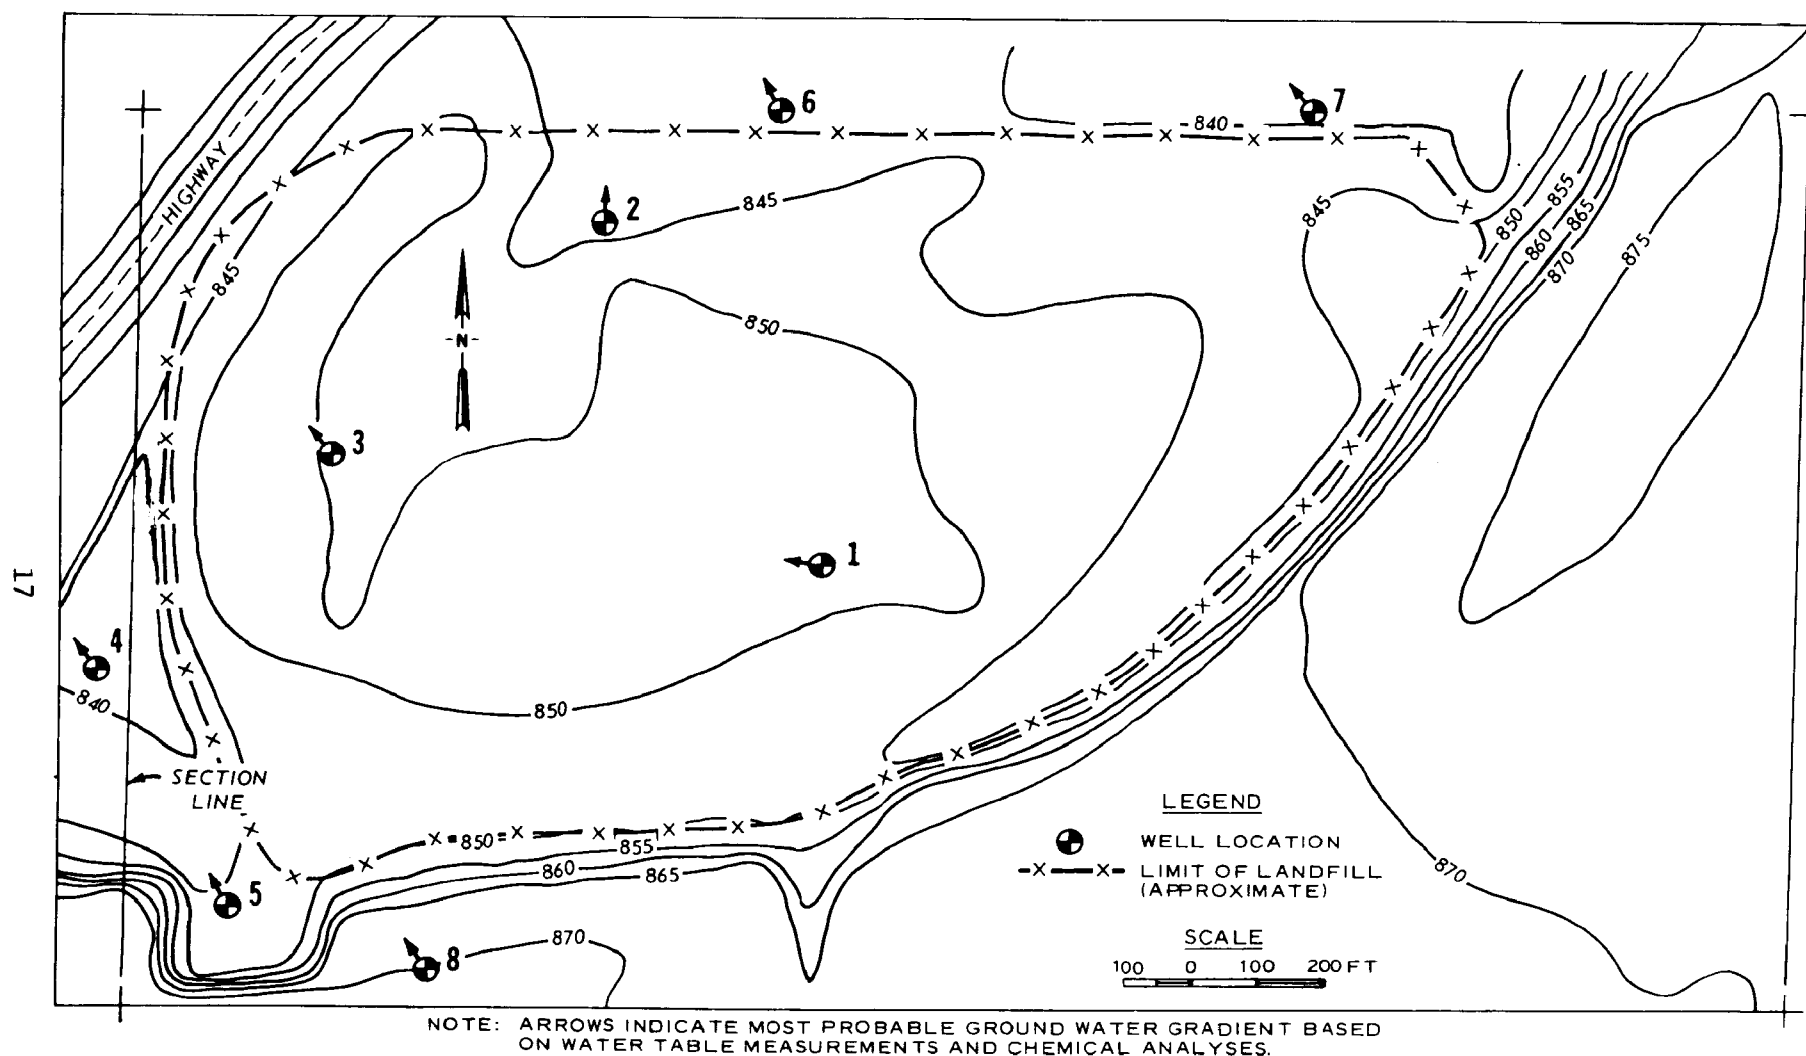 6
7
840
HIGHWAY
2
845
845
845
850
855
860
865
870
875
-N-
850
3
1
17
4
840
850
SECTION
LINE
850
855
860
865
5
8
870
870
LEGEND
WELL LOCATION
-X—X- LIMIT OF LANDFILL
(APPROXIMATE)
SCALE
100 0 100 200 FT
NOTE: ARROWS INDICATE MOST PROBABLE GROUND WATER GRADIENT BASED
ON WATER TABLE MEASUREMENTS AND CHEMICAL ANALYSES.